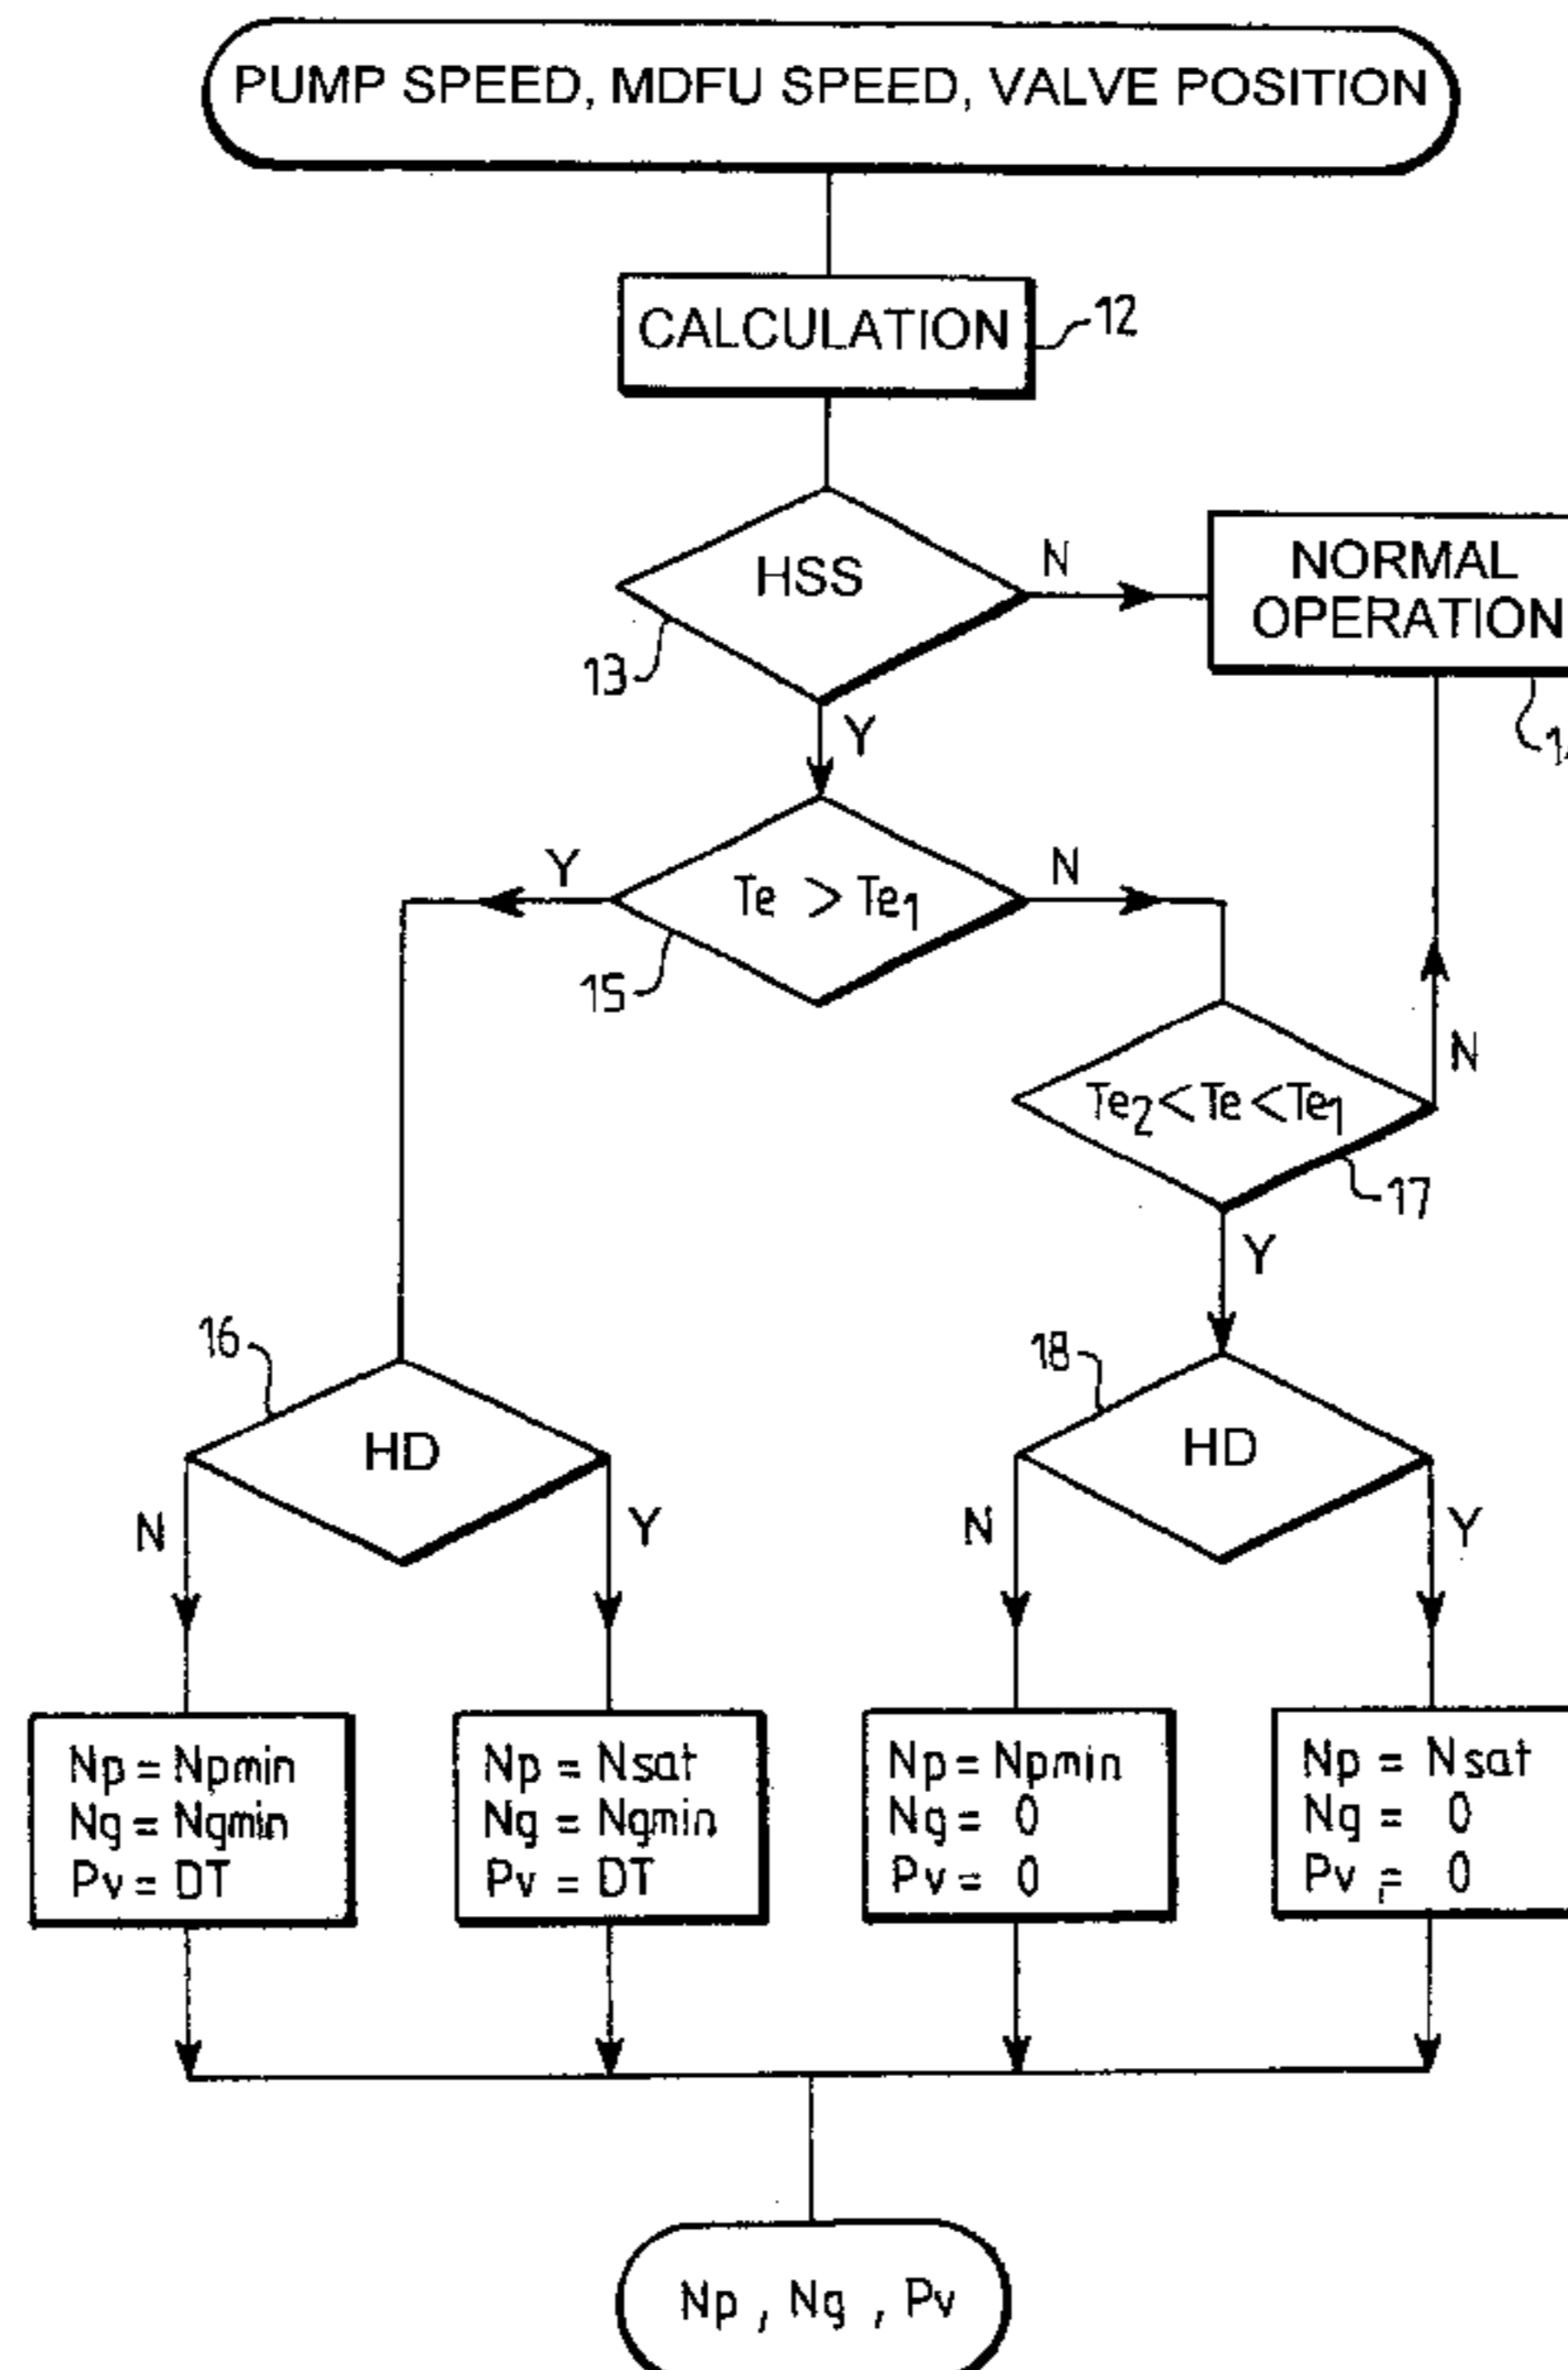 PUMP SPEED, MDFU SPEED, VALVE POSITION
CALCULATION
12
HSS
N
NORMAL
OPERATION
13
Y
Y
Te > Te1
N
15
N
Te2<Te<Te1
17
Y
16
18
HD
HD
N
Y
N
Y
Np = Npmin
Ng = Ngmin
Pv = DT
Np = Nsat
Ng = Ngmin
Pv = DT
Np = Npmin
Ng = 0
Pv = 0
Np = Nsat
Ng = 0
Pv = 0
Np , Ng , Pv